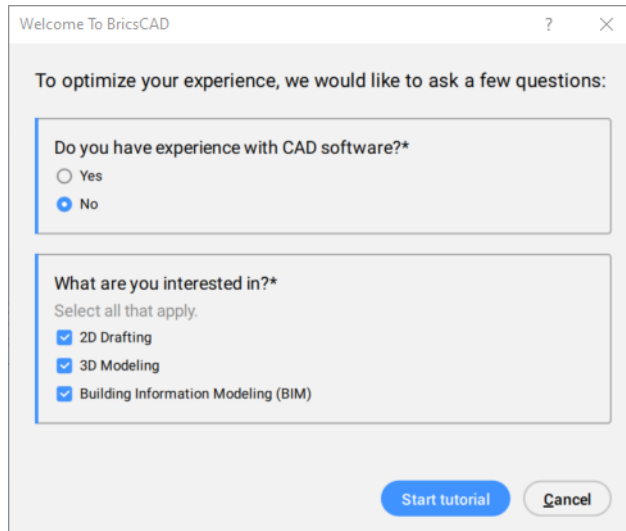 Welcome To BricsCAD
To optimize your experience, we would like to ask a few questions:
Do you have experience with CAD software?*
Yes
No
What are you interested in?*
Select all that apply.
2D Drafting
3D Modeling
Building Information Modeling (BIM)
Start tutorial
Cancel